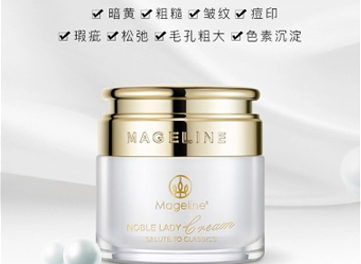 ✓暗黄 ✓粗糙 ✓皱纹 ✓痘印
✓瑕疵 ✓松弛 ✓毛孔粗大 ✓色素沉淀
MAGELINE
Mageline®
NOBLE LADY Cream
SALUTE TO CLASSICS